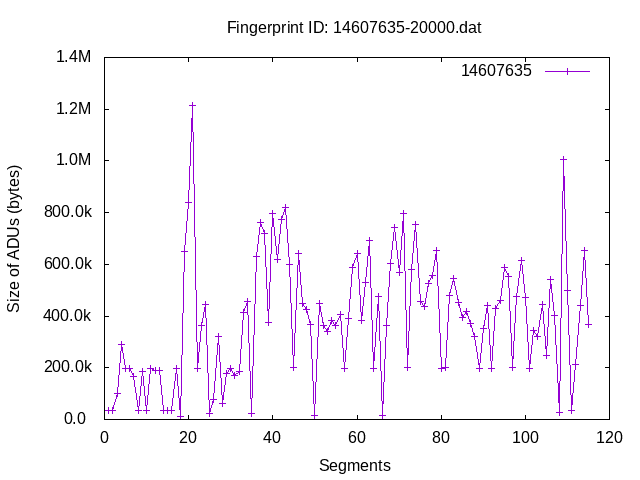 Fingerprint ID: 14607635-20000.dat
14607635
Size of ADUs (bytes)
1.4M
1.2M
1.0M
800.0k
600.0k
400.0k
200.0k
0.0
0 20 40 60 80 100 120
Segments